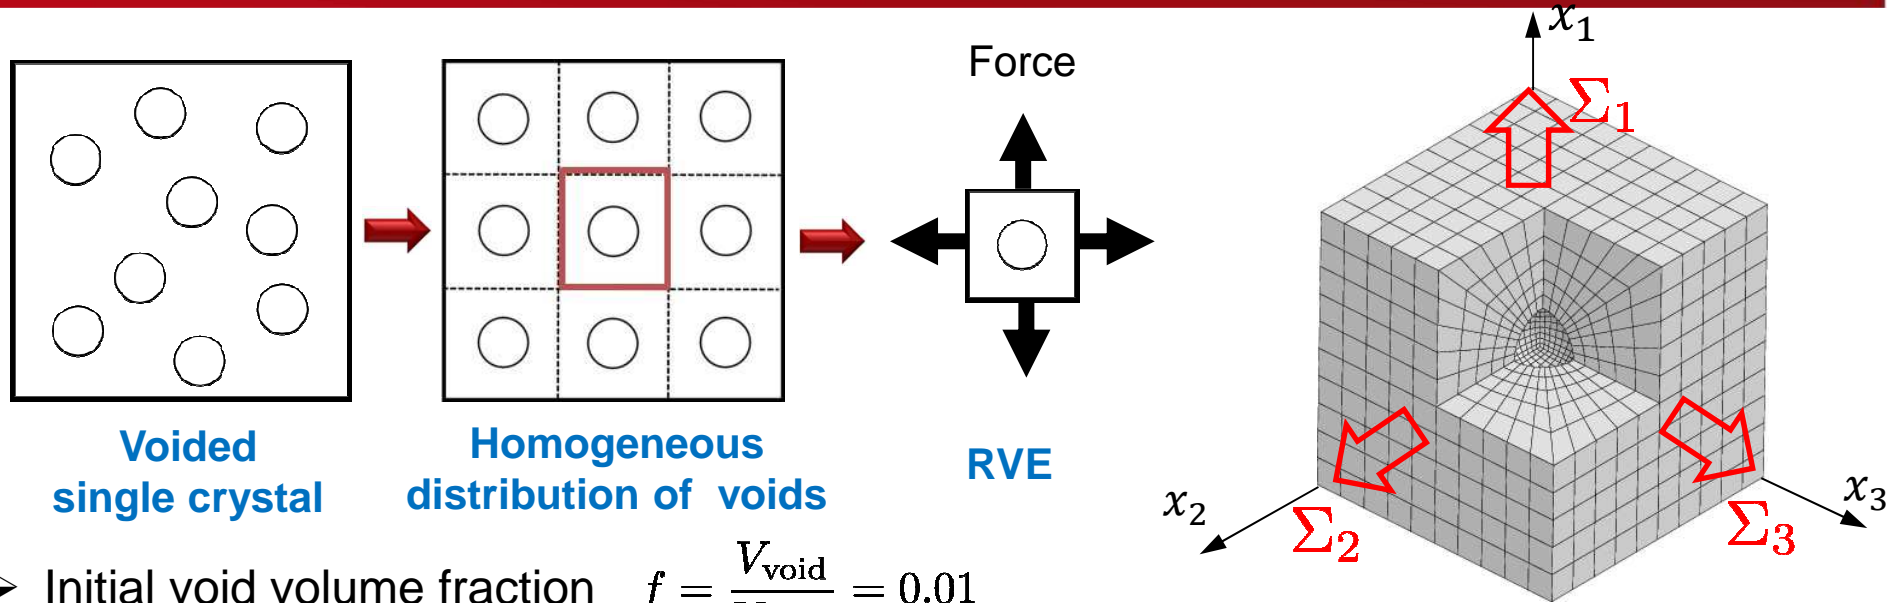 Force
x₁
Σ₁
Voided
single crystal
Homogeneous
distribution of voids
RVE
x₂
Σ₂
Σ₃
x₃
Initial void volume fraction f = V_void / = 0.01